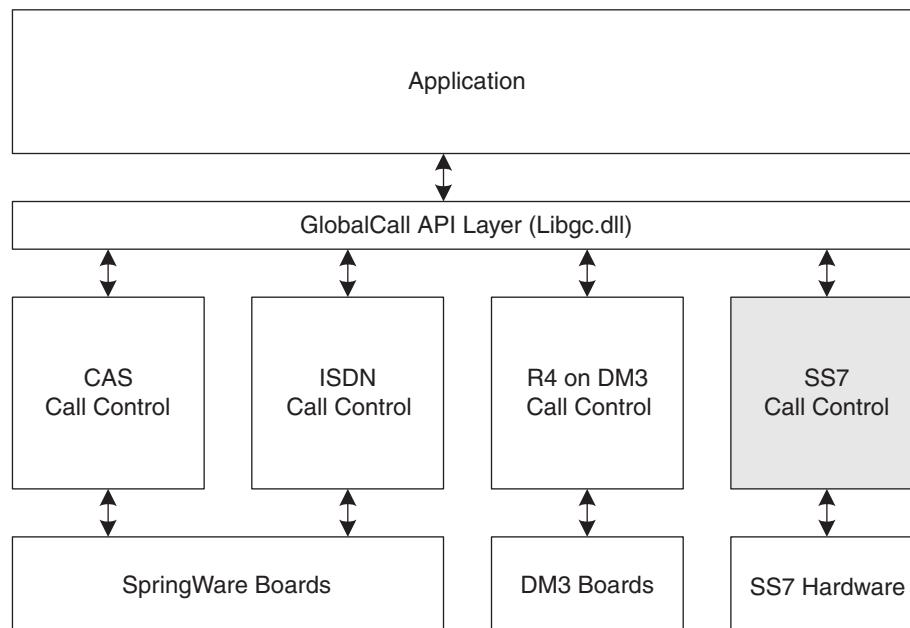 Application
GlobalCall API Layer (Libgc.dll)
CAS
Call Control
ISDN
Call Control
R4 on DM3
Call Control
SS7
Call Control
SpringWare Boards
DM3 Boards
SS7 Hardware